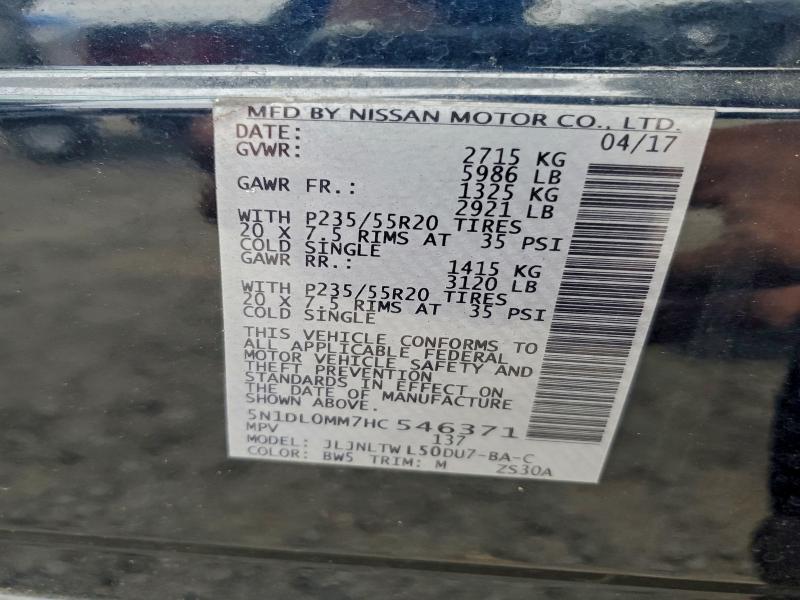 MFD BY NISSAN MOTOR CO., LTD.
DATE: 04/17
GVWR: 2715 KG
5986 LB
GAWR FR.: 1325 KG
2921 LB
WITH P235/55R20 TIRES
20 X 7.5 RIMS AT 35 PSI
COLD SINGLE
GAWR RR.: 1415 KG
3120 LB
WITH P235/55R20 TIRES
20 X 7.5 RIMS AT 35 PSI
COLD SINGLE
THIS VEHICLE CONFORMS TO
ALL APPLICABLE FEDERAL
MOTOR VEHICLE SAFETY AND
THEFT PREVENTION
STANDARDS IN EFFECT ON
THE DATE OF MANUFACTURE
SHOWN ABOVE.
5N1DL0MM7HC 546371
MPV 137
MODEL: JLJNLTWL50DU7-BA-C
COLOR: BW5 TRIM: M ZS30A